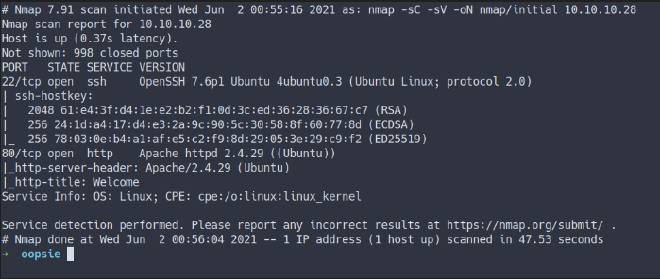 # Nmap 7.91 scan initiated Wed Jun  2 00:55:16 2021 as: nmap -sC -sV -oN nmap/initial 10.10.10.28
Nmap scan report for 10.10.10.28
Host is up (0.37s latency).
Not shown: 998 closed ports
PORT   STATE SERVICE VERSION
22/tcp open  ssh     OpenSSH 7.6p1 Ubuntu 4ubuntu0.3 (Ubuntu Linux; protocol 2.0)
| ssh-hostkey:
|   2048 61:e4:3f:d4:1e:e2:b2:f1:0d:3c:ed:36:28:36:67:c7 (RSA)
|   256 24:1d:a4:17:d4:e3:2a:9c:90:5c:30:58:8f:60:77:8d (ECDSA)
|_  256 78:03:0e:b4:a1:af:e5:c2:f9:8d:29:05:3e:29:c9:f2 (ED25519)
80/tcp open  http    Apache httpd 2.4.29 ((Ubuntu))
|_http-server-header: Apache/2.4.29 (Ubuntu)
|_http-title: Welcome
Service Info: OS: Linux; CPE: cpe:/o:linux:linux_kernel

Service detection performed. Please report any incorrect results at https://nmap.org/submit/ .
# Nmap done at Wed Jun  2 00:56:04 2021 -- 1 IP address (1 host up) scanned in 47.53 seconds
→ oopsie